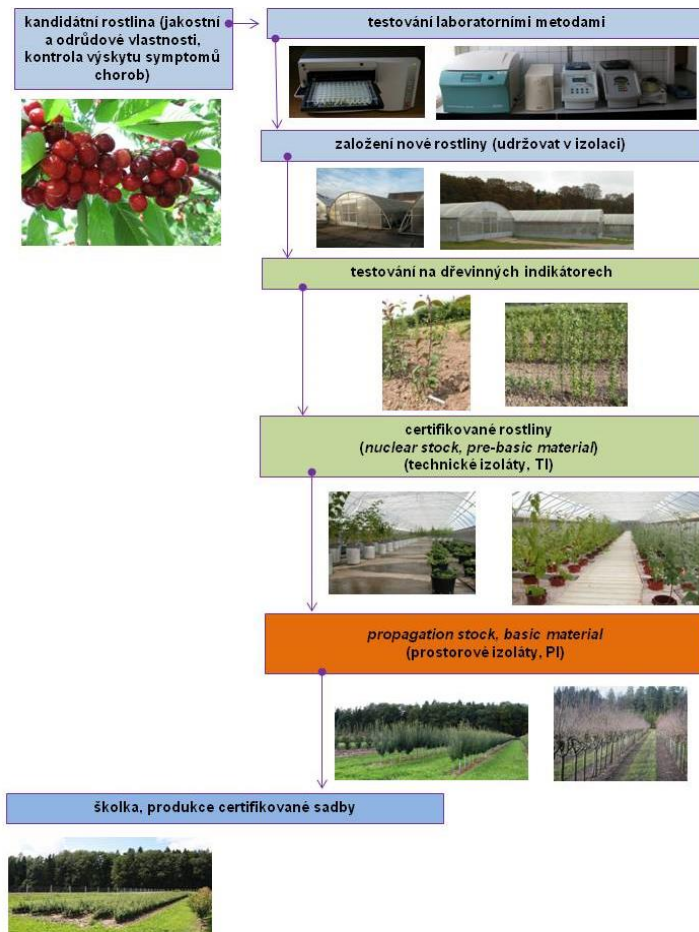 kandidátní rostlina (jakostní
a odrůdové vlastnosti,
kontrola výskytu symptomů
chorob)
testování laboratorními metodami
založení nové rostliny (udržovat v izolaci)
testování na dřevinných indikátorech
certifikované rostliny
(nuclear stock, pre-basic material)
(technické izoláty, TI)
propagation stock, basic material
(prostorové izoláty, PI)
školka, produkce certifikované sadby